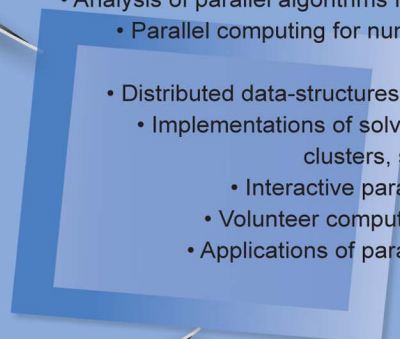 • Analysis of parallel algorithms
• Parallel computing for
• Distributed data-structures
• Implementations of
clusters,
• Interactive
• Volunteer
• Applications of